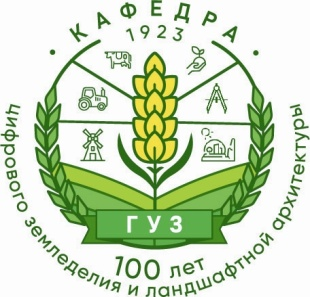 КАФЕДРА
1923
ГУЗ
100 лет
цифрового земледелия и ландшафтной архитектуры